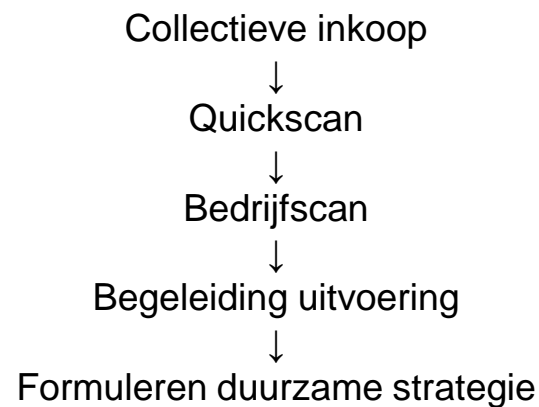 Collectieve inkoop
↓
Quickscan
↓
Bedrijfscan
↓
Begeleiding uitvoering
↓
Formuleren duurzame strategie